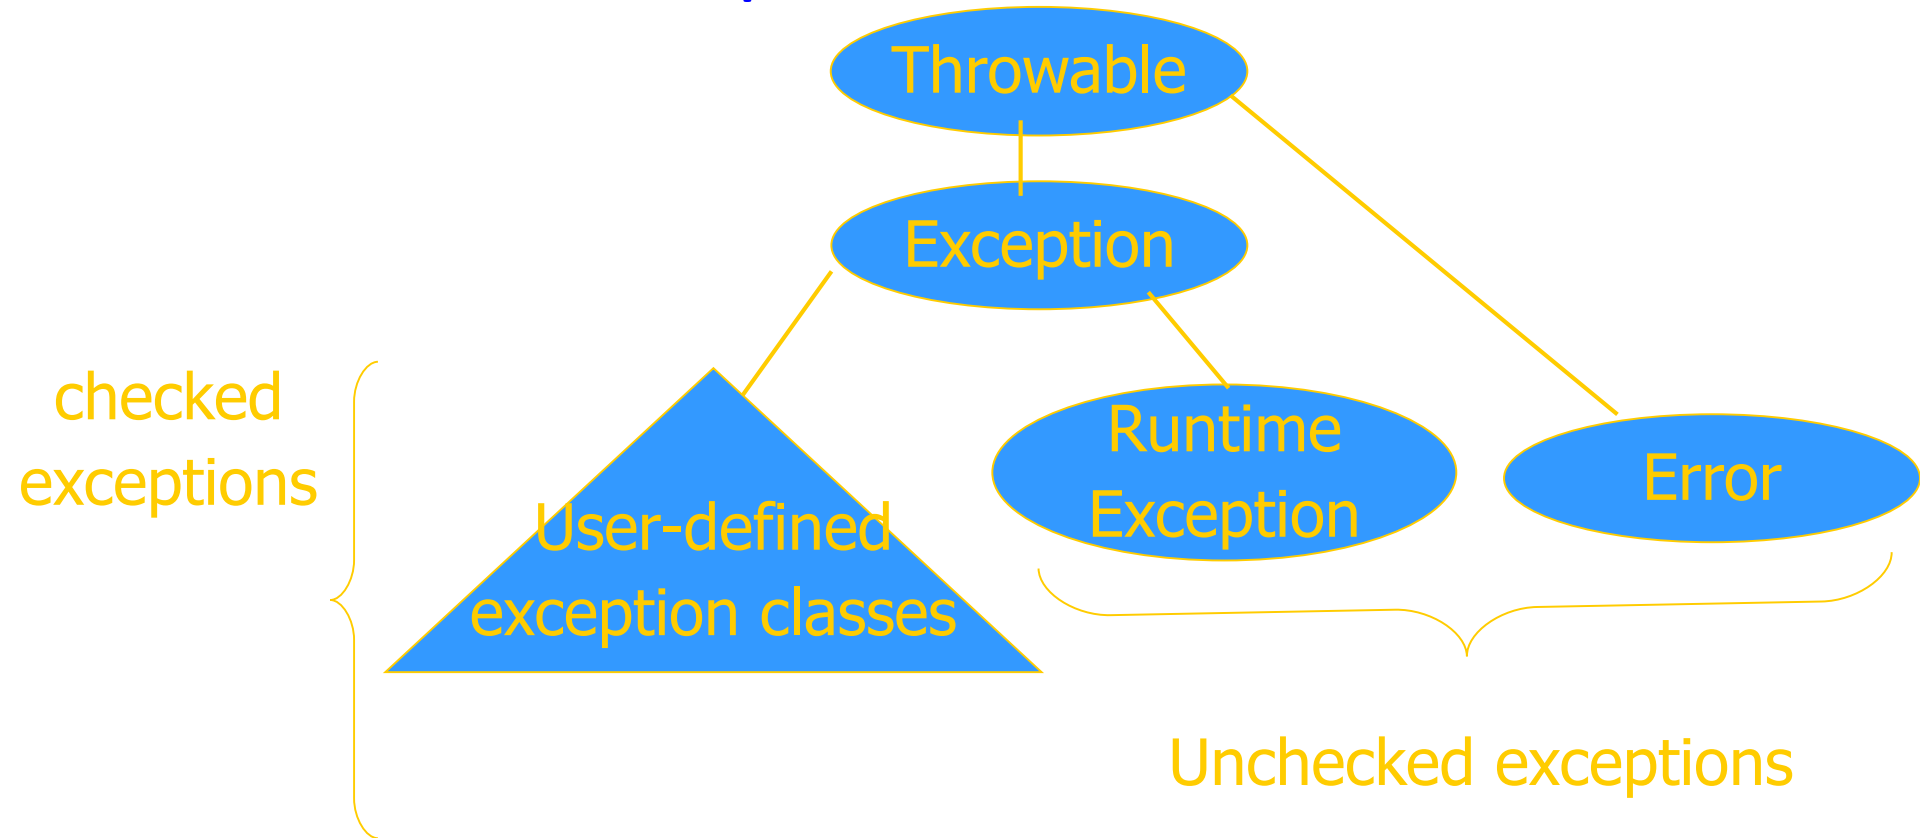 Throwable
Exception
checked
exceptions
User-defined
exception classes
Runtime
Exception
Error
Unchecked exceptions